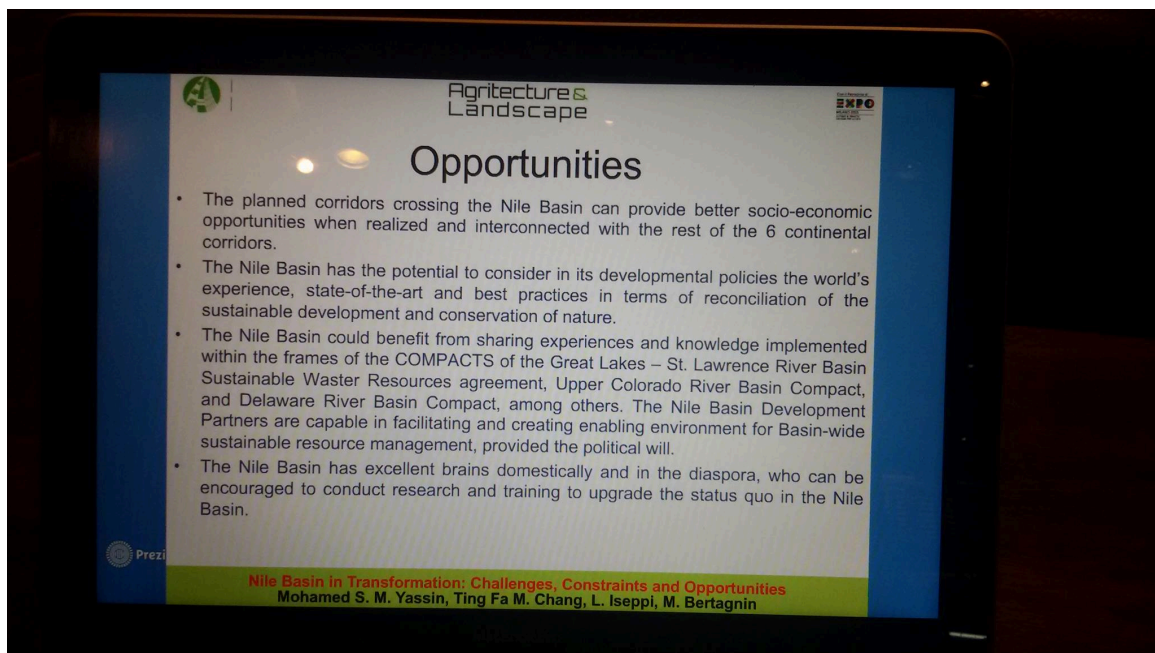 Agritecture&
Landscape
EXPO
Opportunities
• The planned corridors crossing the Nile Basin can provide better socio-economic
opportunities when realized and interconnected with the rest of the 6 continental
corridors.
• The Nile Basin has the potential to consider in its developmental policies the world's
experience, state-of-the-art and best practices in terms of reconciliation of the
sustainable development and conservation of nature.
• The Nile Basin could benefit from sharing experiences and knowledge implemented
within the frames of the COMPACTS of the Great Lakes – St. Lawrence River Basin
Sustainable Waster Resources agreement, Upper Colorado River Basin Compact,
and Delaware River Basin Compact, among others. The Nile Basin Development
Partners are capable in facilitating and creating enabling environment for Basin-wide
sustainable resource management, provided the political will.
• The Nile Basin has excellent brains domestically and in the diaspora, who can be
encouraged to conduct research and training to upgrade the status quo in the Nile
Basin.
Prezi
Nile Basin in Transformation: Challenges, Constraints and Opportunities
Mohamed S. M. Yassin, Ting Fa M. Chang, L. Iseppi, M. Bertagnin